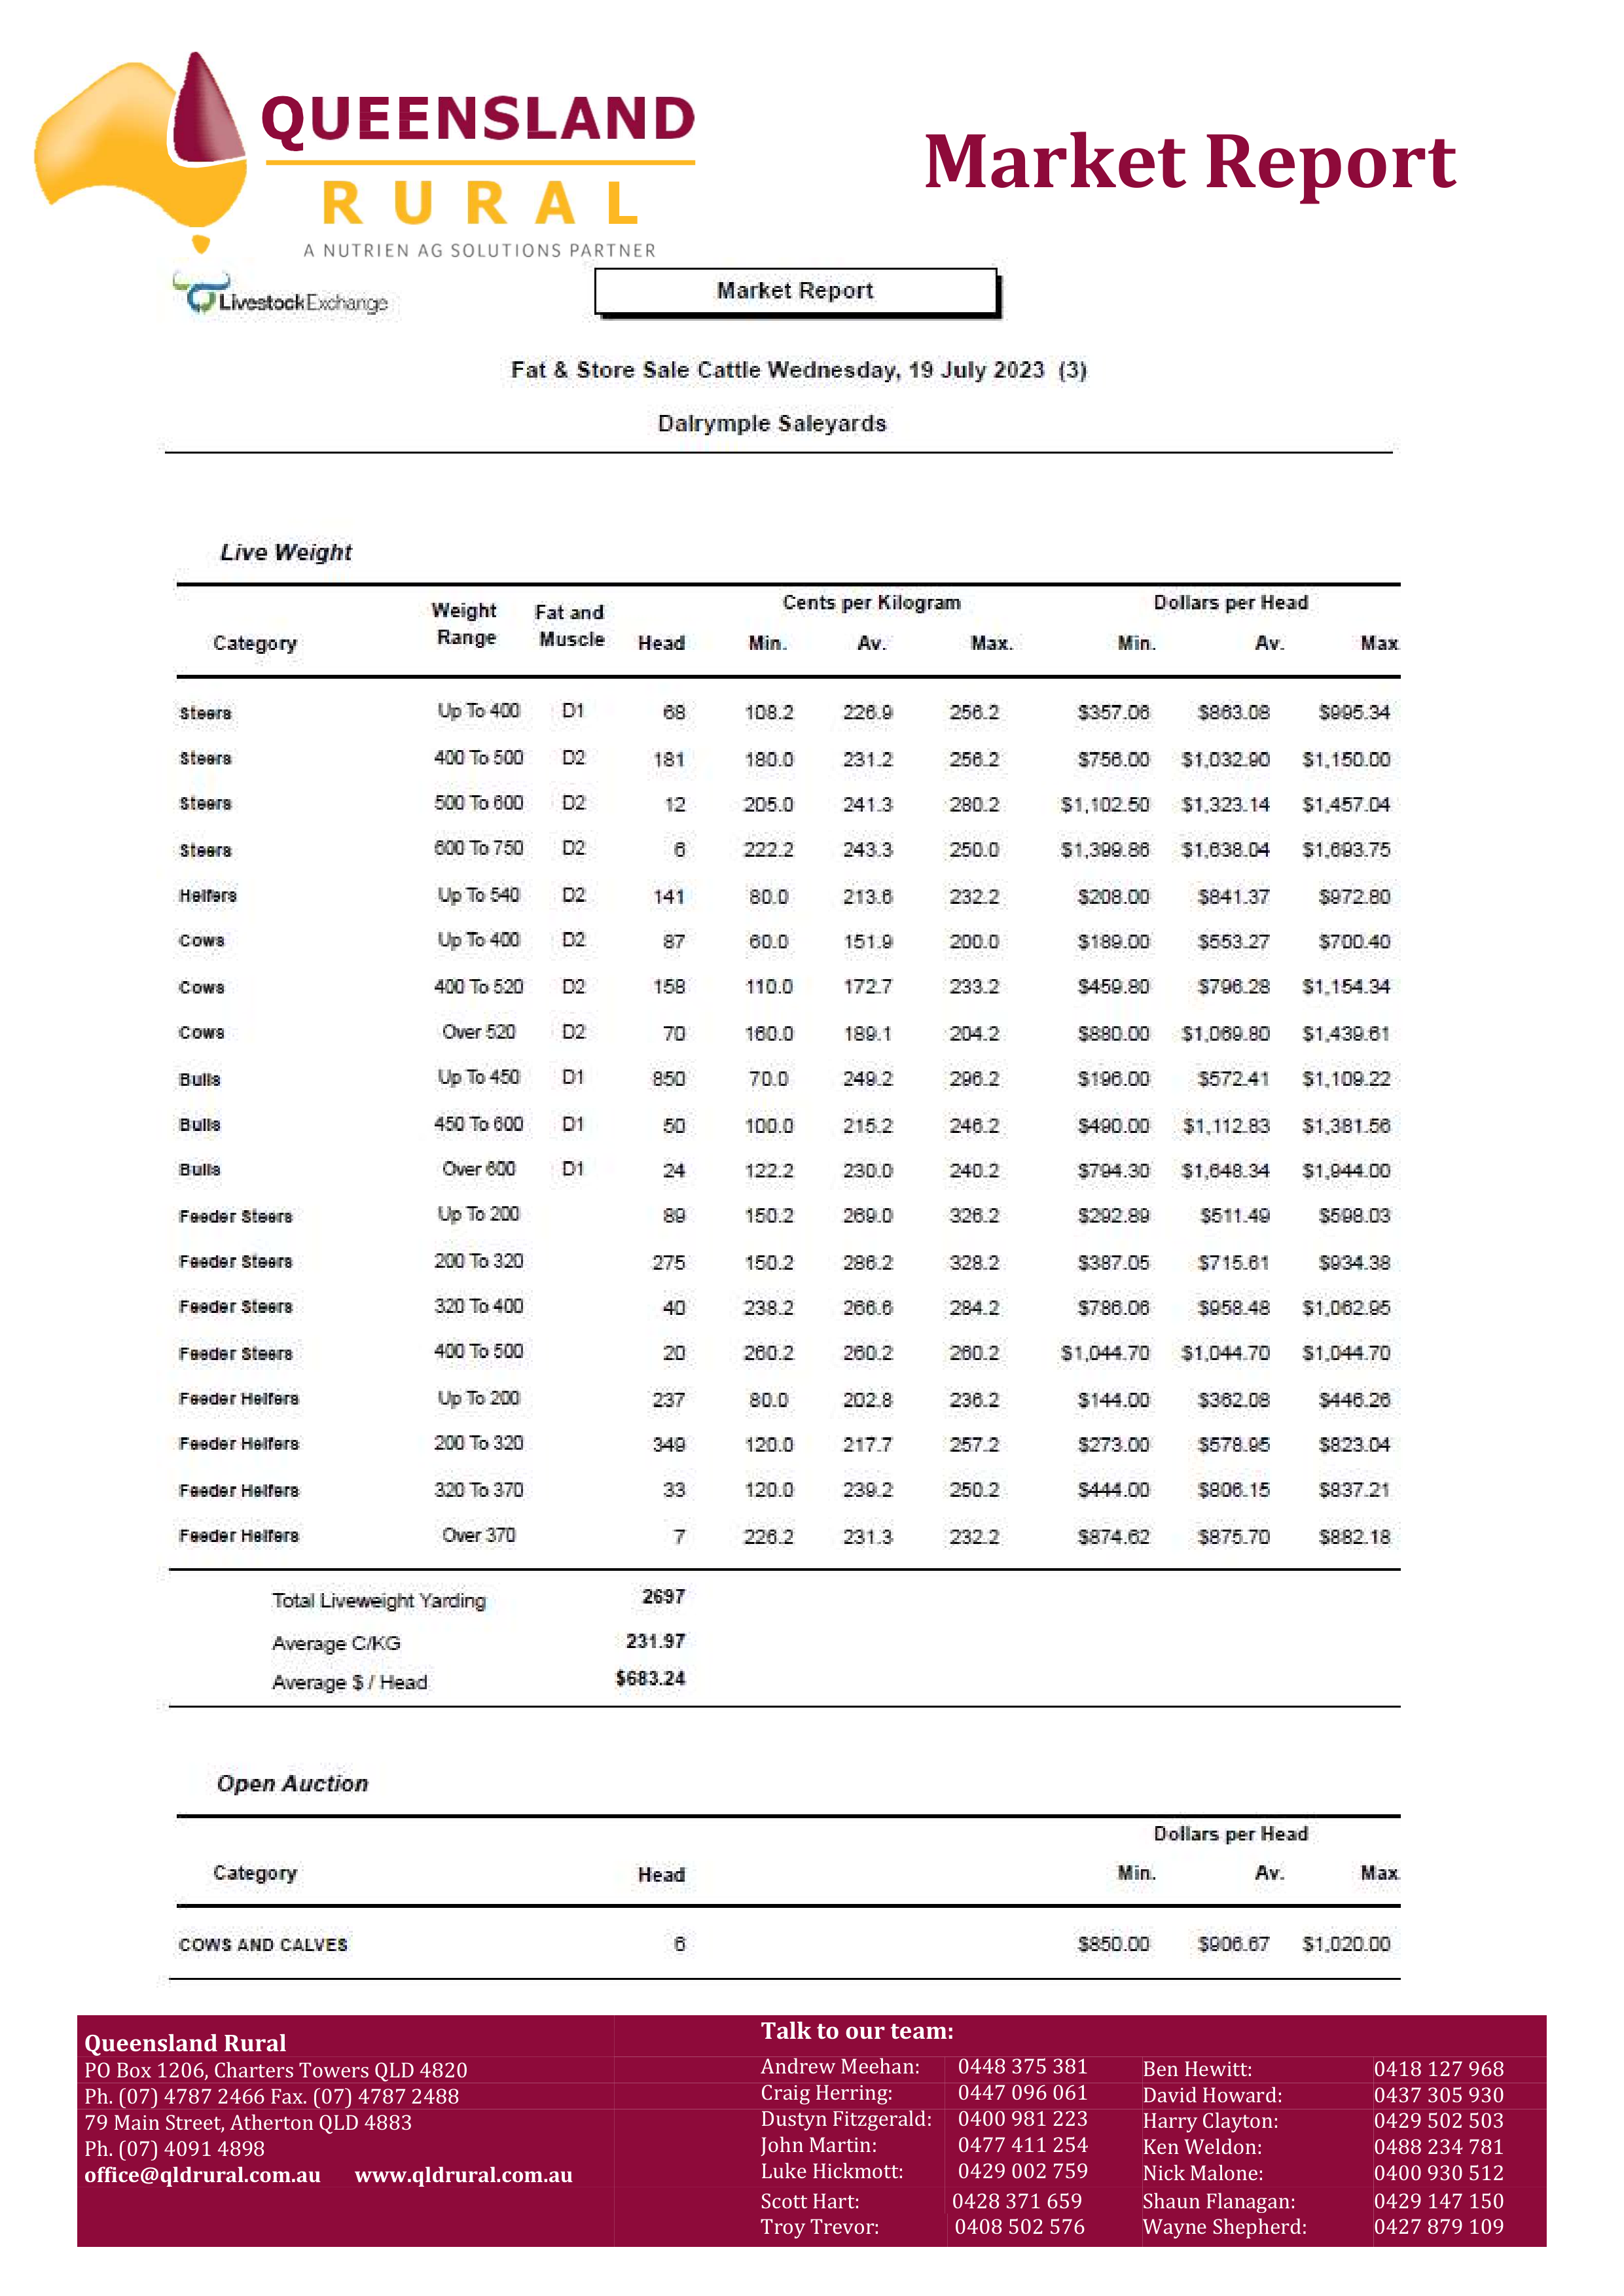 QUEENSLAND
RURAL
A NUTRIEN AG SOLUTIONS PARTNER
Market Report
LivestockExchange
Market Report
Fat & Store Sale Cattle Wednesday, 19 July 2023 (3)
Dalrymple Saleyards
Live Weight
Cents per Kilogram Dollars per Head
Category Weight Range Fat and Muscle Head Min. Av. Max. Min. Av. Max
Steers Up To 400 D1 68 108.2 226.9 256.2 $357.06 $863.08 $995.34
Steers 400 To 500 D2 181 180.0 231.2 256.2 $756.00 $1,032.90 $1,150.00
Steers 500 To 600 D2 12 205.0 241.3 280.2 $1,102.50 $1,323.14 $1,457.04
Steers 600 To 750 D2 6 222.2 243.3 250.0 $1,399.86 $1,638.04 $1,693.75
Heifers Up To 540 D2 141 80.0 213.6 232.2 $208.00 $841.37 $972.80
Cows Up To 400 D2 87 60.0 151.9 200.0 $189.00 $553.27 $700.40
Cows 400 To 520 D2 158 110.0 172.7 233.2 $459.80 $796.28 $1,154.34
Cows Over 520 D2 70 160.0 189.1 204.2 $880.00 $1,069.80 $1,439.61
Bulls Up To 450 D1 850 70.0 249.2 296.2 $196.00 $572.41 $1,109.22
Bulls 450 To 600 D1 50 100.0 215.2 246.2 $490.00 $1,112.83 $1,381.56
Bulls Over 600 D1 24 122.2 230.0 240.2 $794.30 $1,648.34 $1,944.00
Feeder Steers Up To 200 89 150.2 269.0 326.2 $292.89 $511.49 $598.03
Feeder Steers 200 To 320 275 150.2 286.2 328.2 $387.05 $715.61 $934.38
Feeder Steers 320 To 400 40 238.2 266.6 284.2 $786.06 $958.48 $1,062.95
Feeder Steers 400 To 500 20 260.2 260.2 260.2 $1,044.70 $1,044.70 $1,044.70
Feeder Heifers Up To 200 237 80.0 202.8 236.2 $144.00 $362.08 $446.26
Feeder Heifers 200 To 320 349 120.0 217.7 257.2 $273.00 $578.95 $823.04
Feeder Heifers 320 To 370 33 120.0 239.2 250.2 $444.00 $806.15 $837.21
Feeder Heifers Over 370 7 226.2 231.3 232.2 $874.62 $875.70 $882.18
Total Liveweight Yarding 2697
Average C/KG 231.97
Average $ / Head $683.24
Open Auction
Dollars per Head
Category Head Min. Av. Max
COWS AND CALVES 6 $850.00 $906.67 $1,020.00
Queensland Rural
PO Box 1206, Charters Towers QLD 4820
Ph. (07) 4787 2466 Fax. (07) 4787 2488
79 Main Street, Atherton QLD 4883
Ph. (07) 4091 4898
office@qldrural.com.au www.qldrural.com.au
Talk to our team:
Andrew Meehan: 0448 375 381 Ben Hewitt: 0418 127 968
Craig Herring: 0447 096 061 David Howard: 0437 305 930
Dustyn Fitzgerald: 0400 981 223 Harry Clayton: 0429 502 503
John Martin: 0477 411 254 Ken Weldon: 0488 234 781
Luke Hickmott: 0429 002 759 Nick Malone: 0400 930 512
Scott Hart: 0428 371 659 Shaun Flanagan: 0429 147 150
Troy Trevor: 0408 502 576 Wayne Shepherd: 0427 879 109